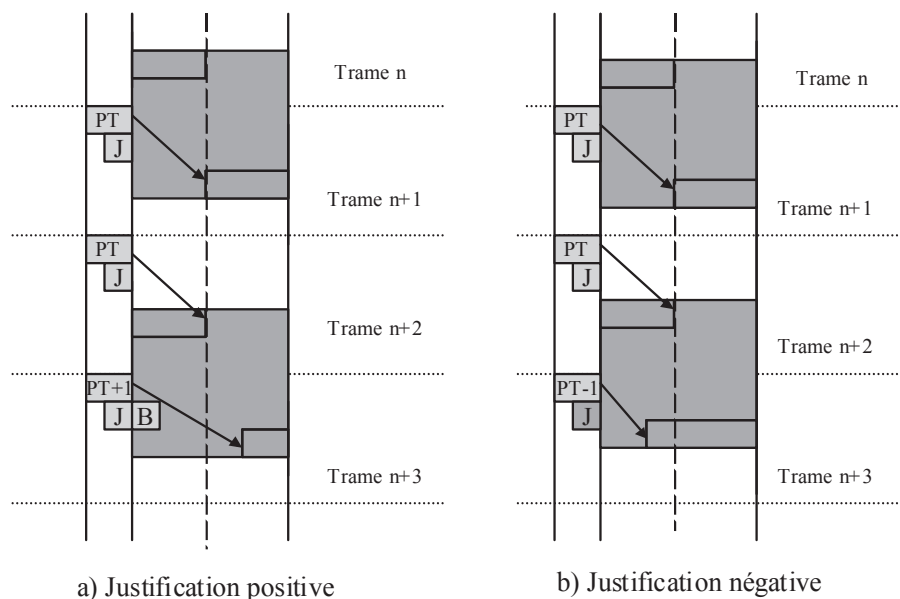 Trame n
PT
J
Trame n+1
PT
J
Trame n+2
PT+1
J B
Trame n+3
a) Justification positive
Trame n
PT
J
Trame n+1
PT
J
Trame n+2
PT-1
J
Trame n+3
b) Justification négative